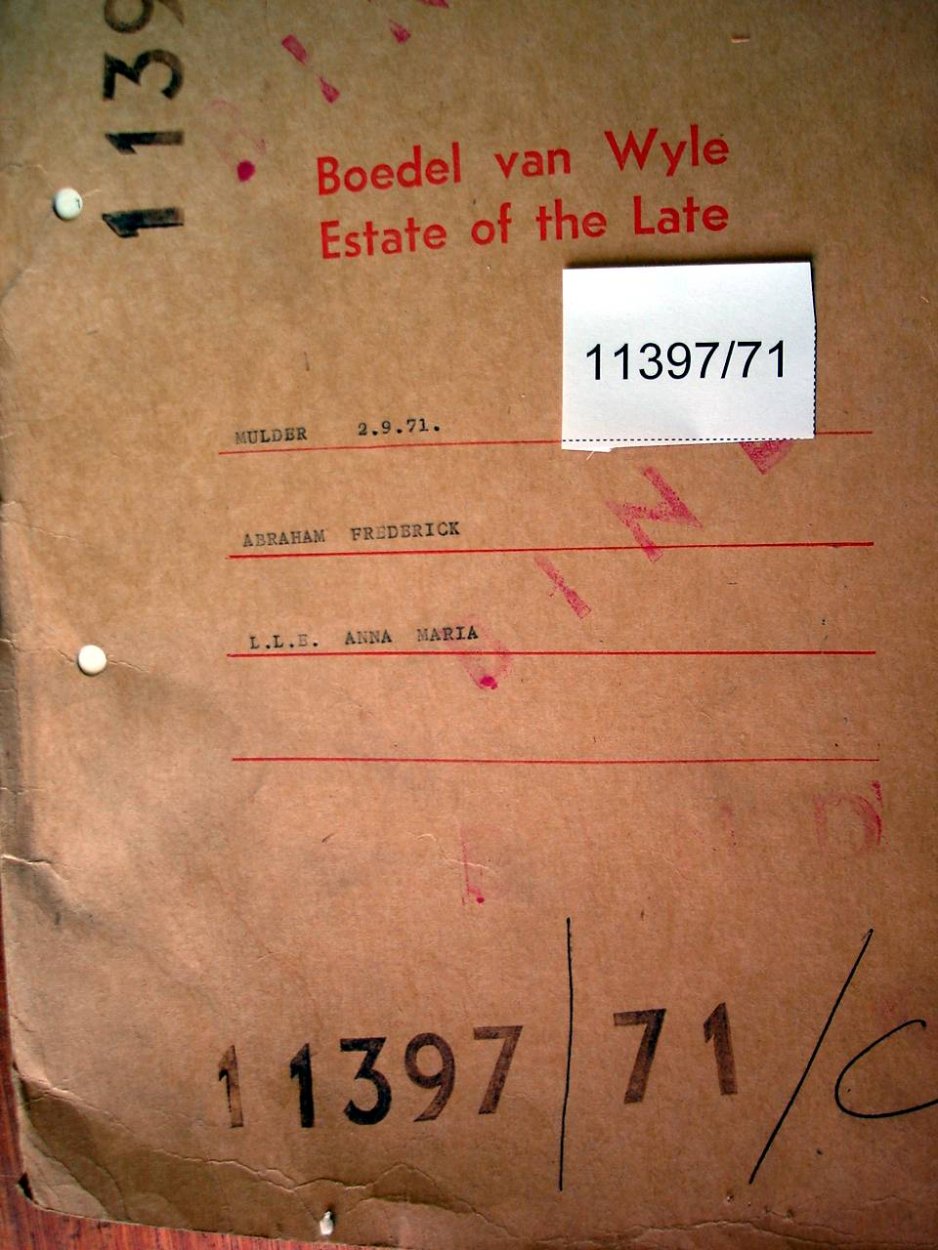 1139
Boedel van Wyle
Estate of the Late
11397/71
MULDER 2.9.71.
ABRAHAM FREDERICK
L.L.E. ANNA MARIA
11397/71/C